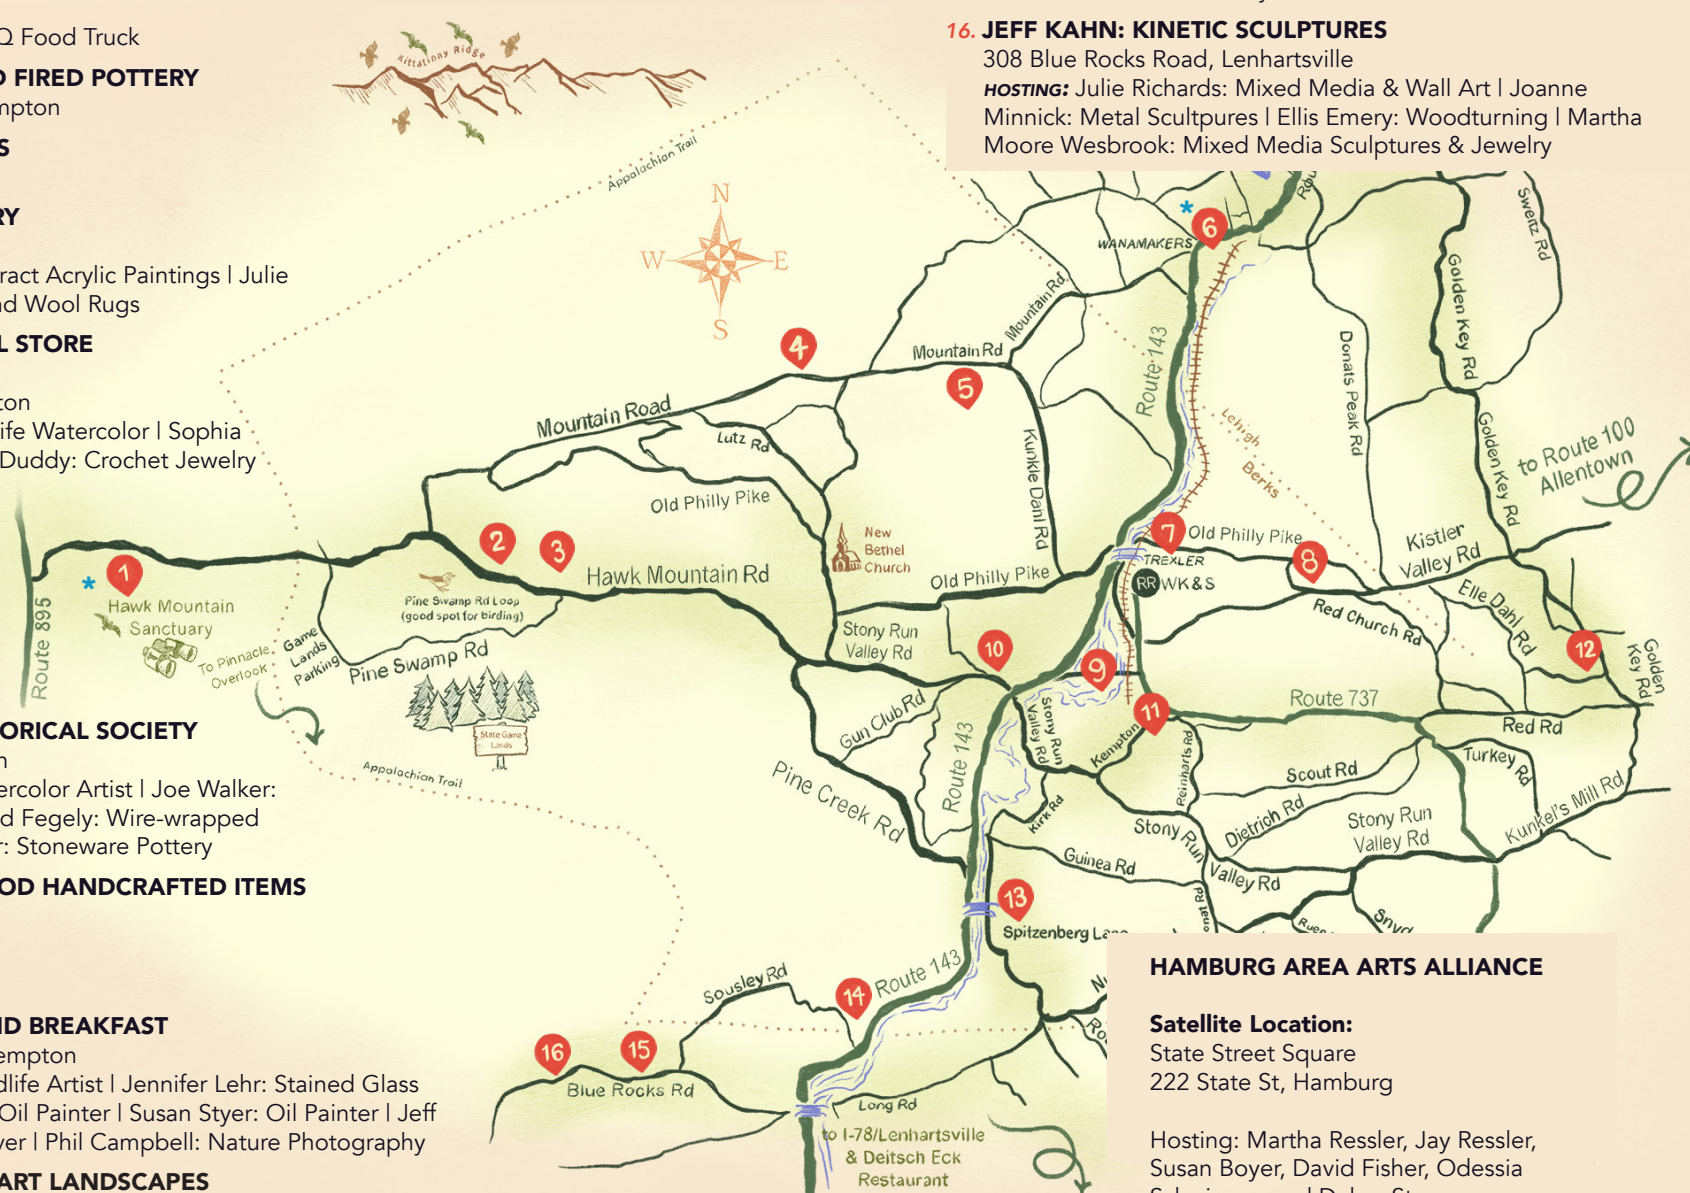 Q Food Truck
D FIRED POTTERY
mpton
S
RY
ract Acrylic Paintings | Julie
nd Wool Rugs
L STORE
ton
ife Watercolor | Sophia
Duddy: Crochet Jewelry
ORICAL SOCIETY
n
ercolor Artist | Joe Walker:
d Fegely: Wire-wrapped
r: Stoneware Pottery
OD HANDCRAFTED ITEMS
ND BREAKFAST
empton
dlife Artist | Jennifer Lehr: Stained Glass
Oil Painter | Susan Styer: Oil Painter | Jeff
yer | Phil Campbell: Nature Photography
ART LANDSCAPES
16. JEFF KAHN: KINETIC SCULPTURES
308 Blue Rocks Road, Lenhartsville
HOSTING: Julie Richards: Mixed Media & Wall Art | Joanne
Minnick: Metal Scultpures | Ellis Emery: Woodturning | Martha
Moore Wesbrook: Mixed Media Sculptures & Jewelry
Kittatinny Ridge
Appalachian Trail
N
W
E
S
Rou
Sweitz Rd
*
6
WANAMAKERS
Golden Key Rd
Mountain Rd
4
Mountain Rd
5
Route 143
Donats Peak Rd
Mountain Road
Lutz Rd
Kunkle Dahl Rd
Lehigh
Berks
Golden Key Rd
to Route 100
Allentown
Old Philly Pike
2
3
New
Bethel
Church
7
Old Philly Pike
8
Kistler
Valley Rd
TREXLER
RR WK&S
*
1
Hawk Mountain Rd
Old Philly Pike
Hawk Mountain
Sanctuary
Route 895
Pine Swamp Rd Loop
(good spot for birding)
Game
Lands
Parking
To Pinnacle
Overlook
Pine Swamp Rd
Stony Run
Valley Rd
10
9
Red Church Rd
Elle Dahl Rd
12
Golden
Key Rd
State Game
Lands
Gun Club Rd
Route 143
Stony Run
Valley Rd
11
Kempton
Route 737
Red Rd
Reinharts Rd
Scout Rd
Turkey Rd
Appalachian Trail
Pine Creek Rd
Kirk Rd
Stony Run
Valley Rd
Dietrich Rd
Stony Run
Valley Rd
Kunkel's Mill Rd
Guinea Rd
13
Spitzenberg La
nat Rd
Rue
Snyd
Sousley Rd
14
Route 143
N
Ro
16
15
Blue Rocks Rd
Long Rd
to I-78/Lenhartsville
& Deitsch Eck
Restaurant
HAMBURG AREA ARTS ALLIANCE
Satellite Location:
State Street Square
222 State St, Hamburg
Hosting: Martha Ressler, Jay Ressler,
Susan Boyer, David Fisher, Odessia